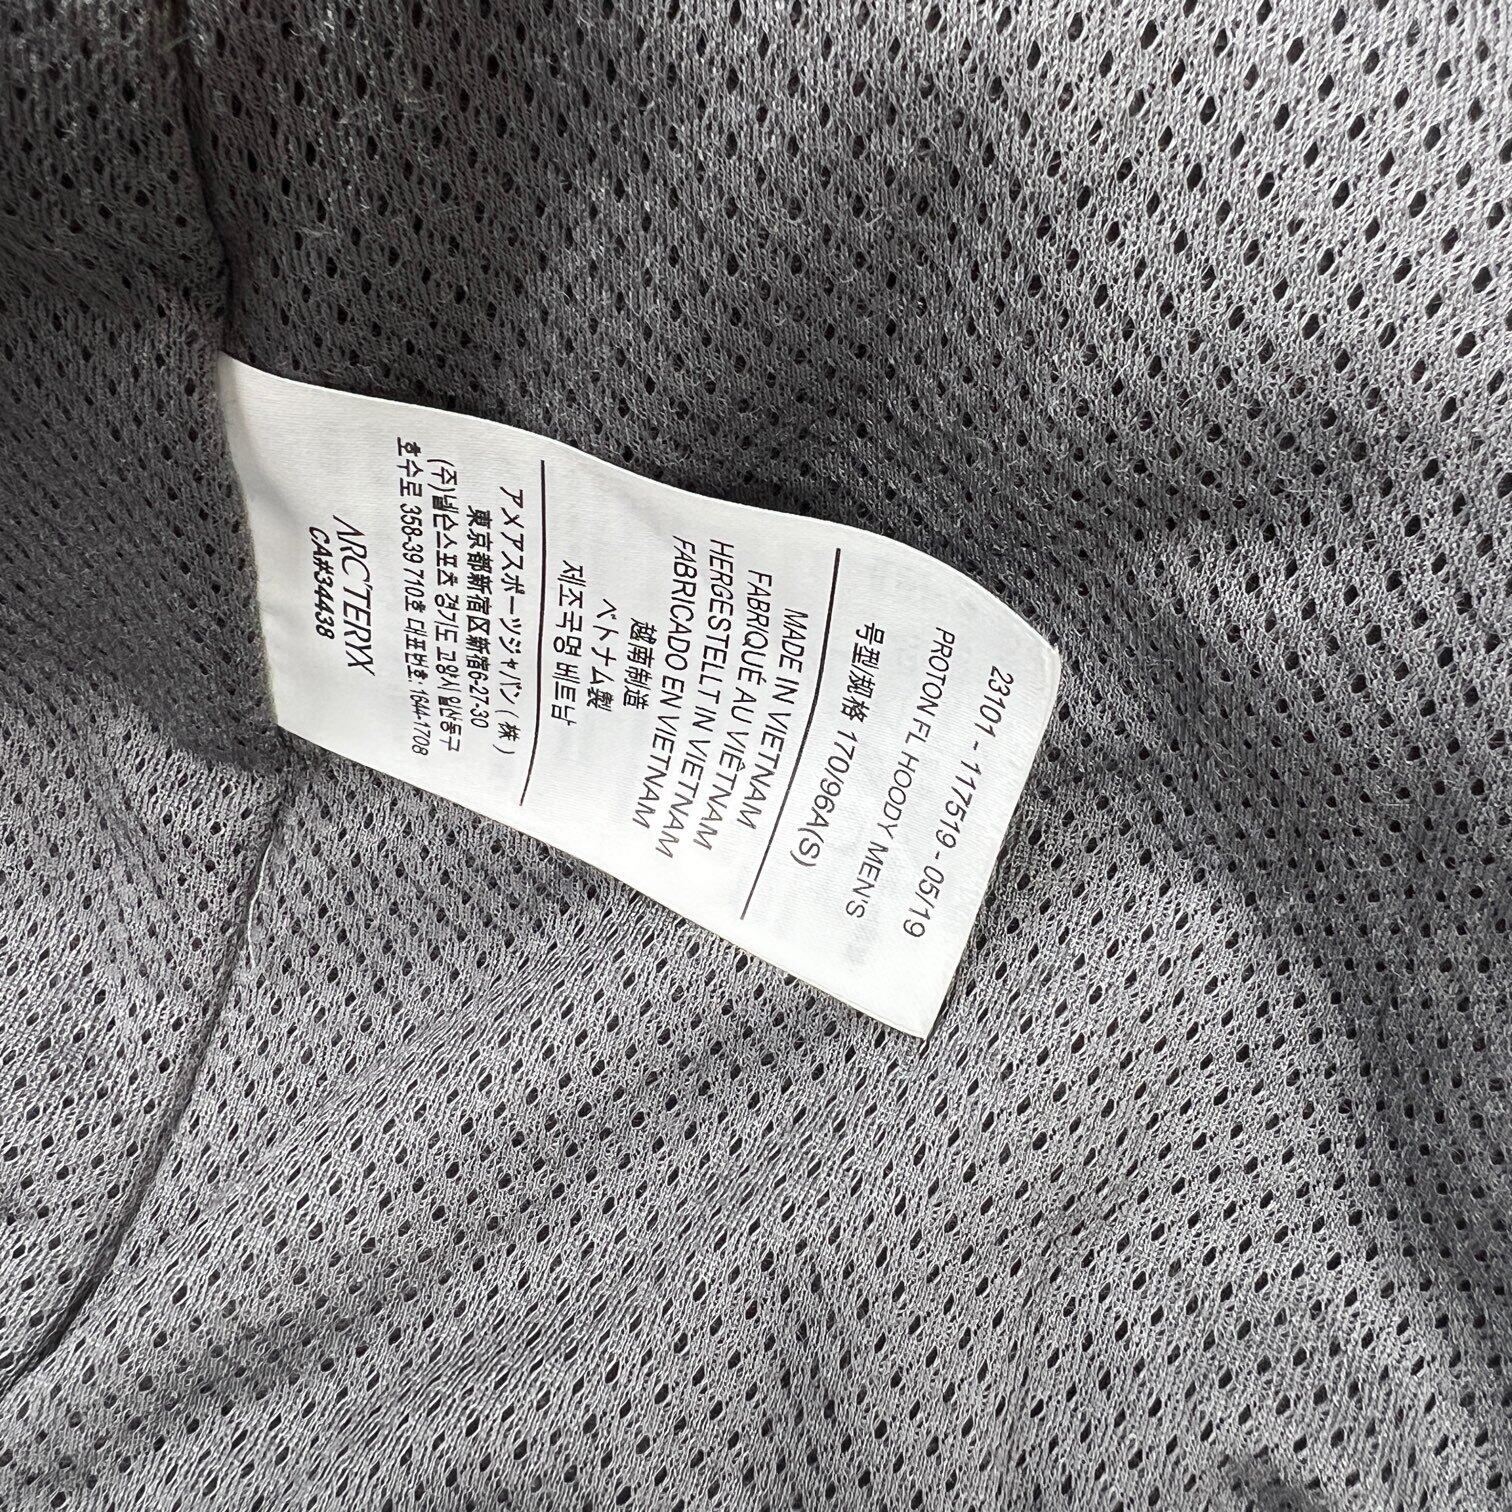 23101 - 117519 - 05/19
PROTON FL HOODY MEN'S
号型/规格 170/96A(S)
MADE IN VIETNAM
FABRIQUÉ AU VIÊTNAM
HERGESTELLT IN VIETNAM
FABRICADO EN VIETNAM
越南制造
ベトナム製
제조국명 베트남
アメアスポーツジャパン(株)
東京都新宿区新宿6-27-30
(주)넬슨스포츠 경기도 고양시 일산동구
호수로 358-39 710호 대표번호: 1644-1708
ARC'TERYX
CA#34438